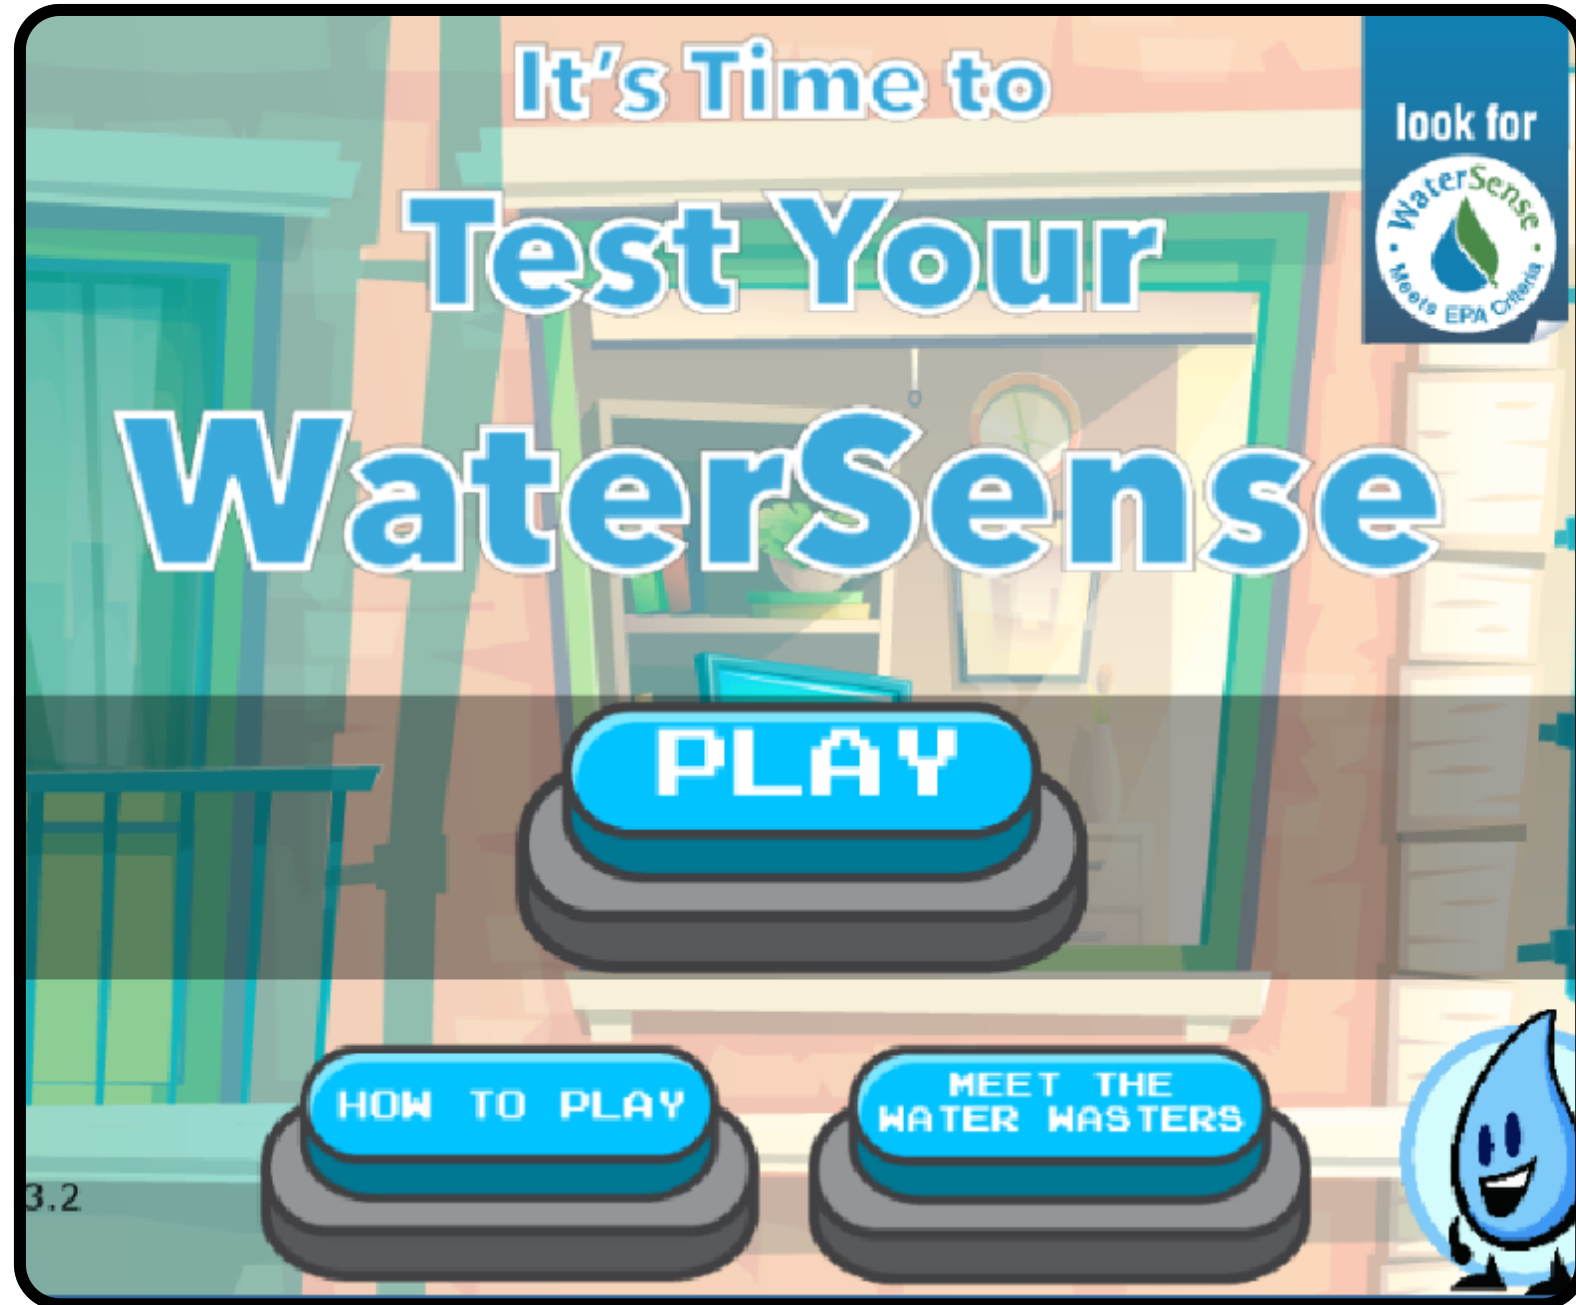 It's Time to
Test Your
WaterSense
look for
WaterSense
Meets EPA Criteria
PLAY
HOW TO PLAY
MEET THE
WATER WASTERS
3.2